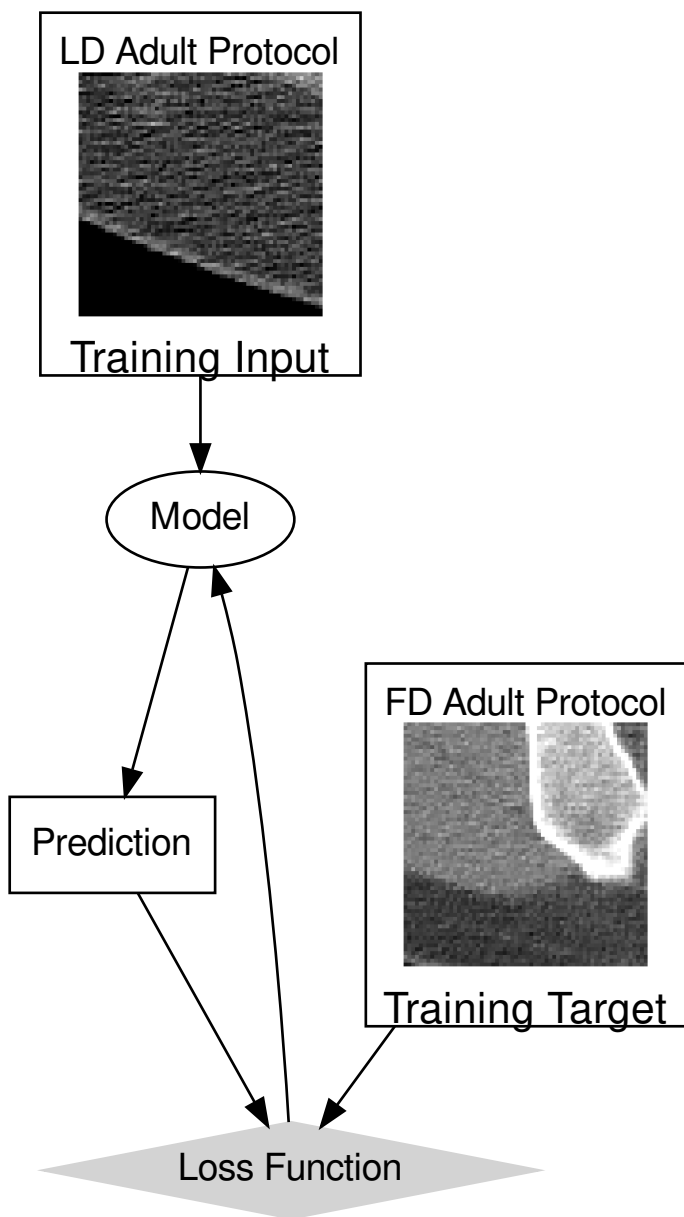 LD Adult Protocol
Training Input
Model
FD Adult Protocol
Prediction
Training Target
Loss Function